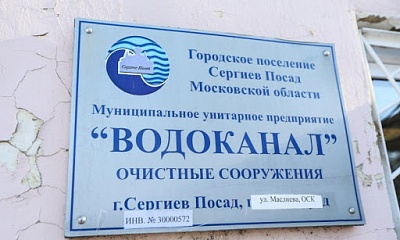 Городское поселение
Сергиев Посад
Московской области
Муниципальное унитарное предприятие
“ВОДОКАНАЛ”
ОЧИСТНЫЕ СООРУЖЕНИЯ
г.Сергиев Посад, ул. Маслиева, ОСК
ИНВ. № 30000572